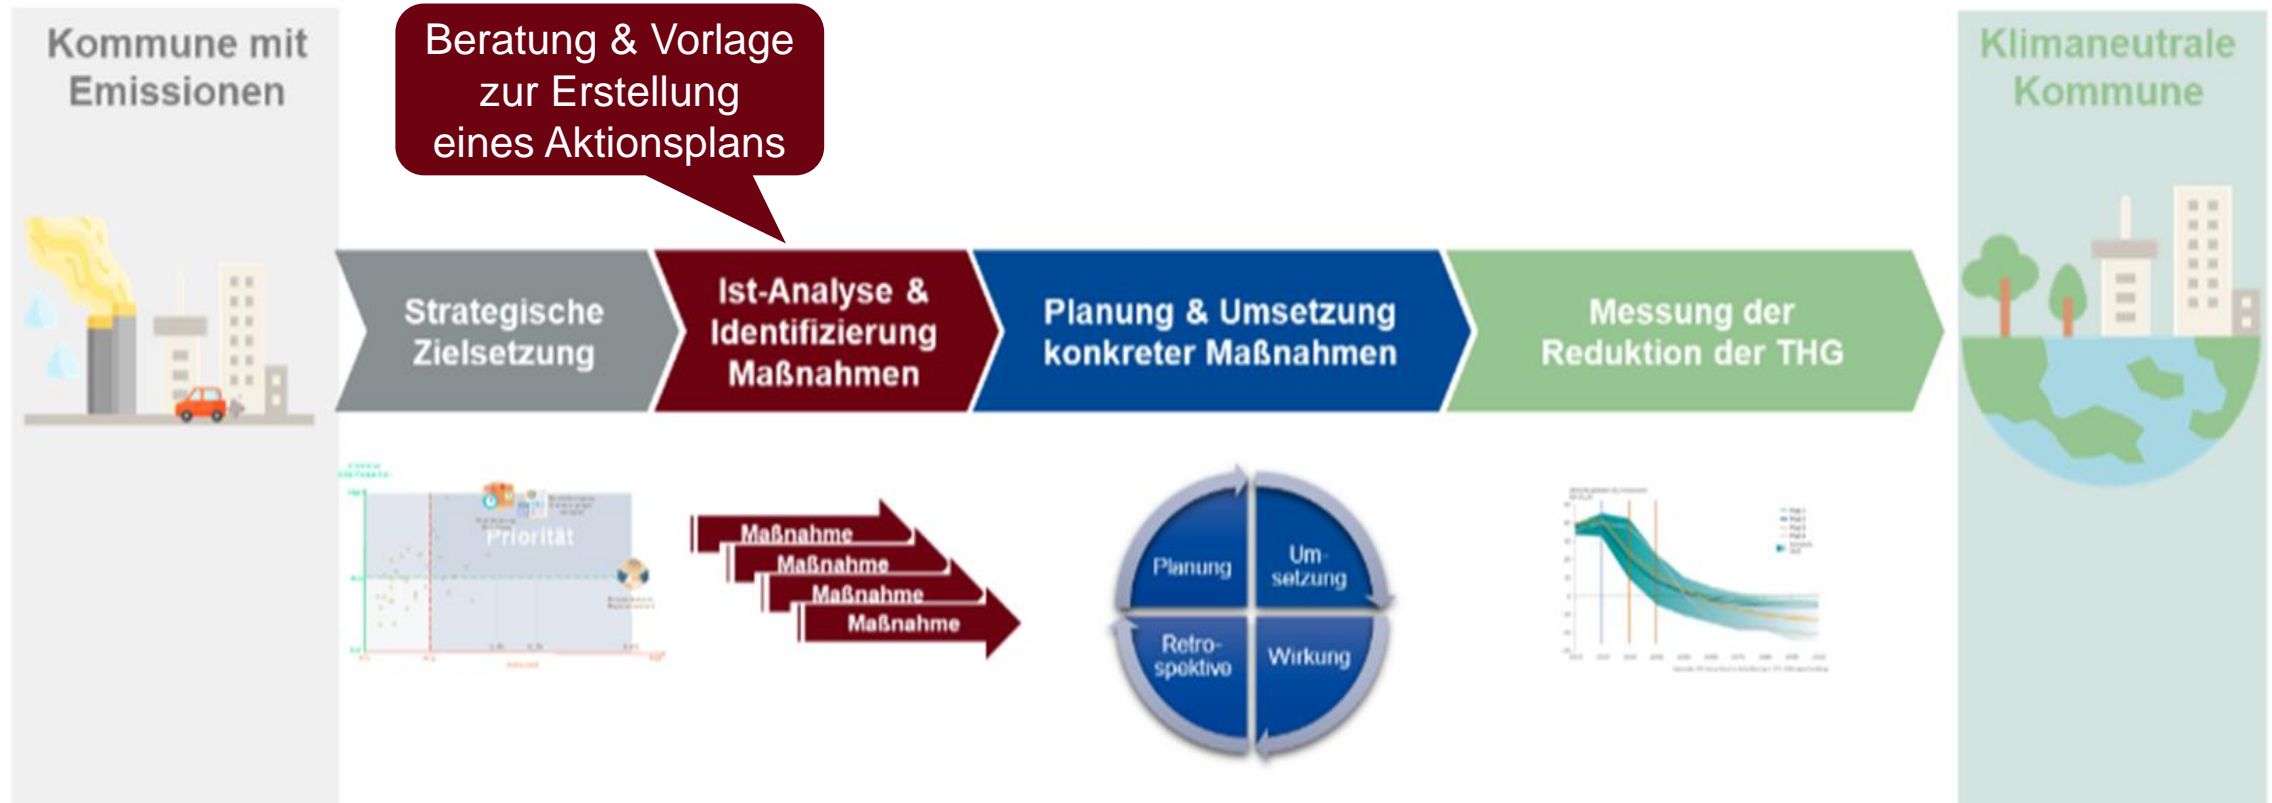 Kommune mit
Emissionen
Beratung & Vorlage
zur Erstellung
eines Aktionsplans
Klimaneutrale
Kommune
Strategische
Zielsetzung
Ist-Analyse &
Identifizierung
Maßnahmen
Planung & Umsetzung
konkreter Maßnahmen
Messung der
Reduktion der THG
Priorität
Maßnahme
Maßnahme
Maßnahme
Maßnahme
Planung
Um-
setzung
Retro-
spektive
Wirkung